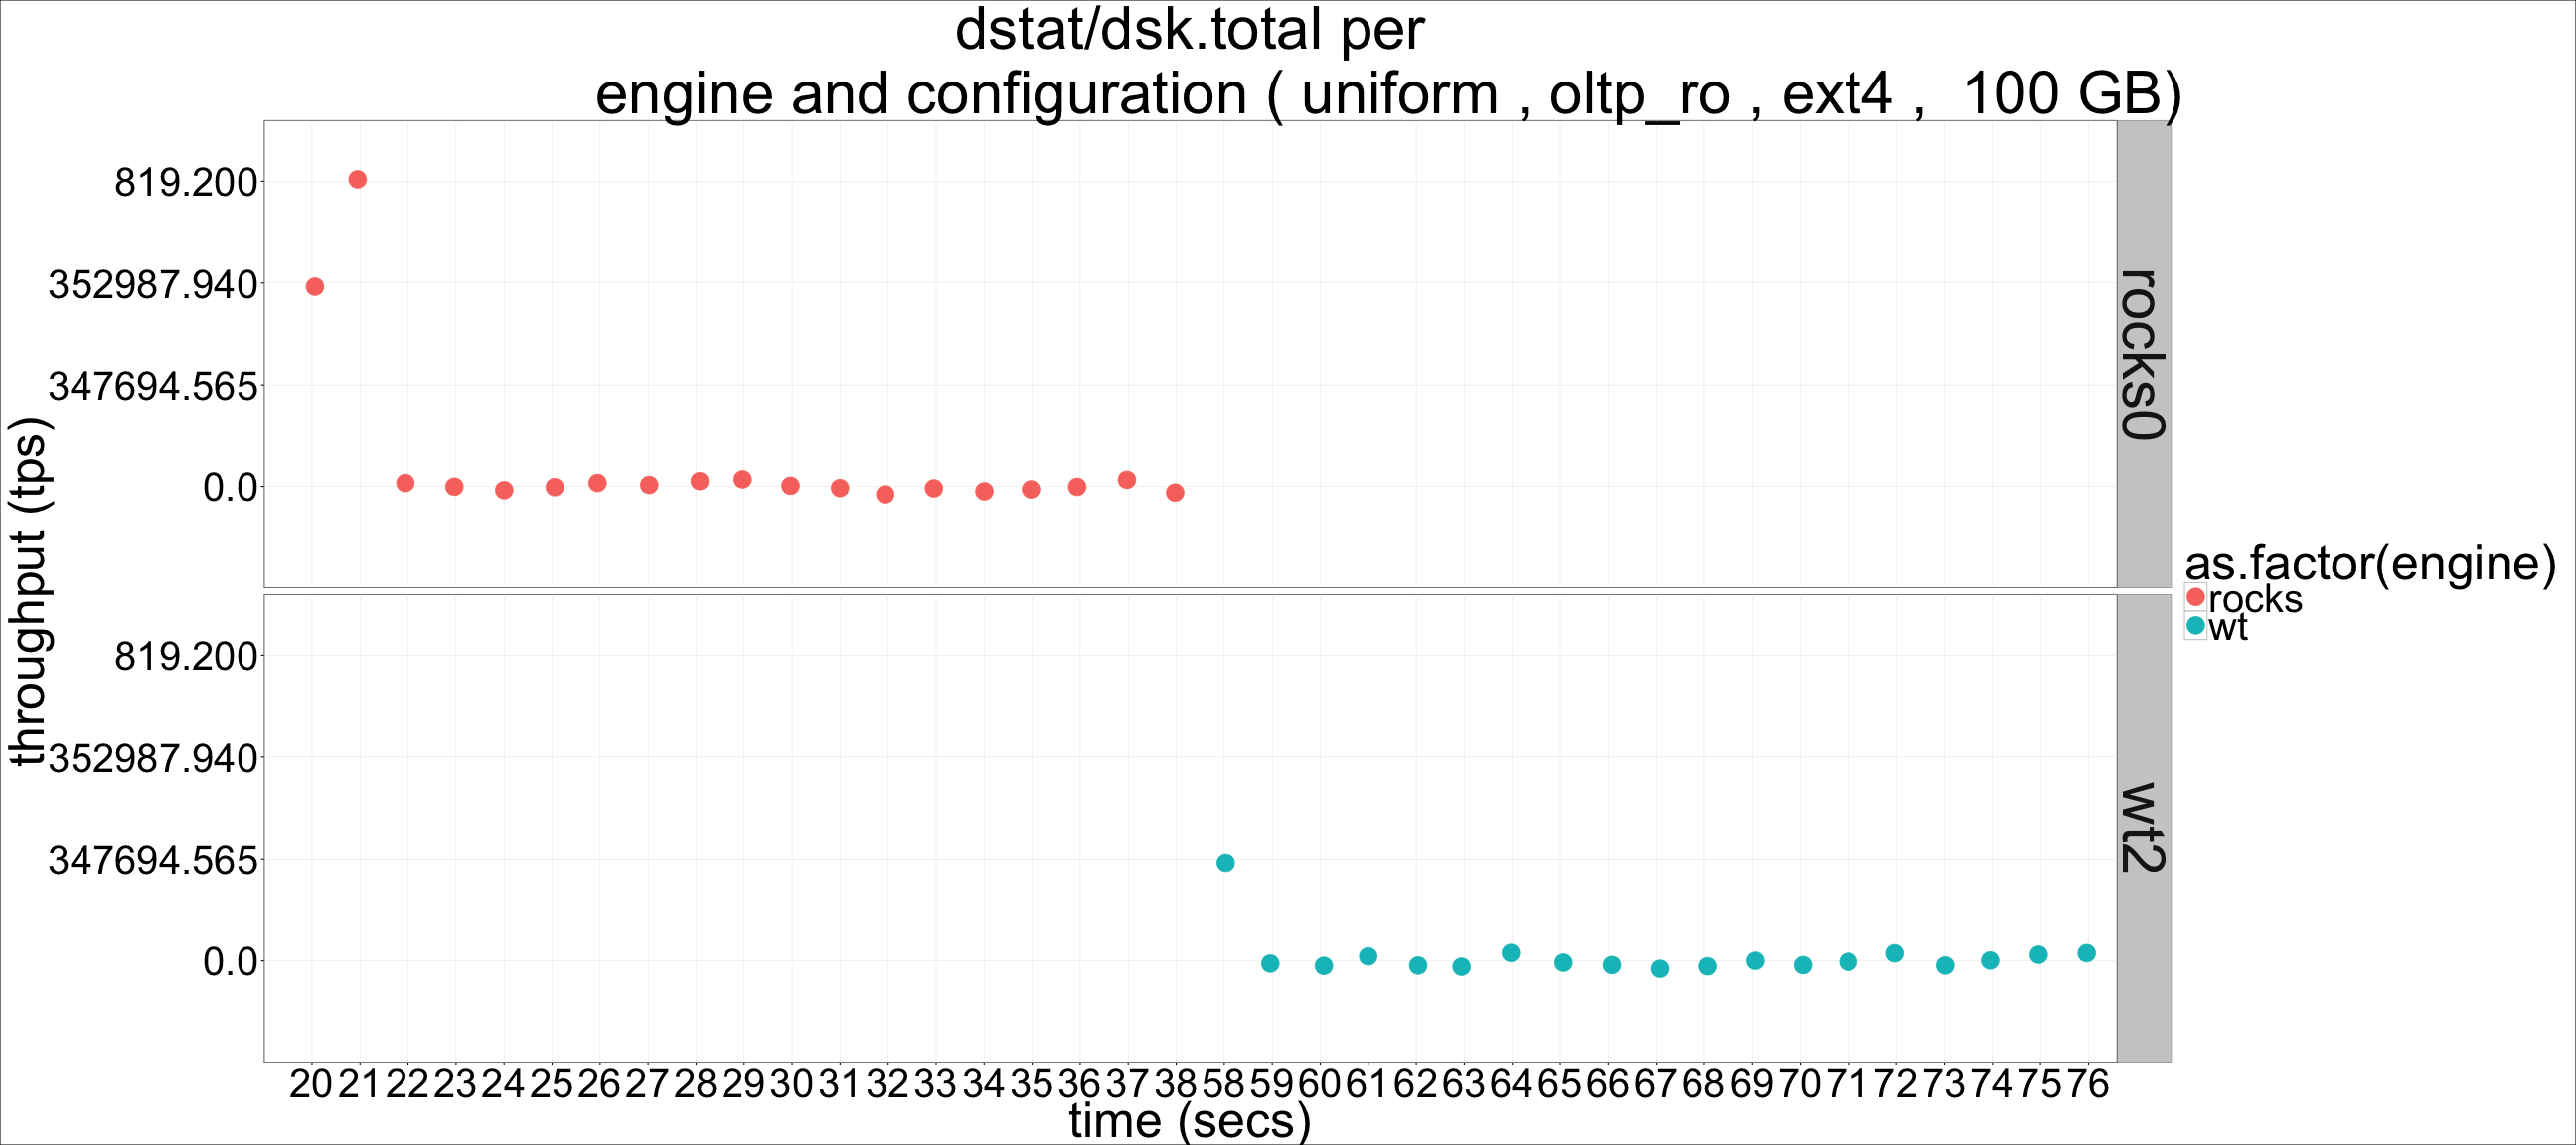 dstat/dsk.total per
engine and configuration ( uniform , oltp_ro , ext4 , 100 GB)
throughput (tps)
819.200
352987.940
347694.565
0.0
rocks0
819.200
352987.940
347694.565
0.0
wt2
20 21 22 23 24 25 26 27 28 29 30 31 32 33 34 35 36 37 38 58 59 60 61 62 63 64 65 66 67 68 69 70 71 72 73 74 75 76
time (secs)
as.factor(engine)
rocks
wt